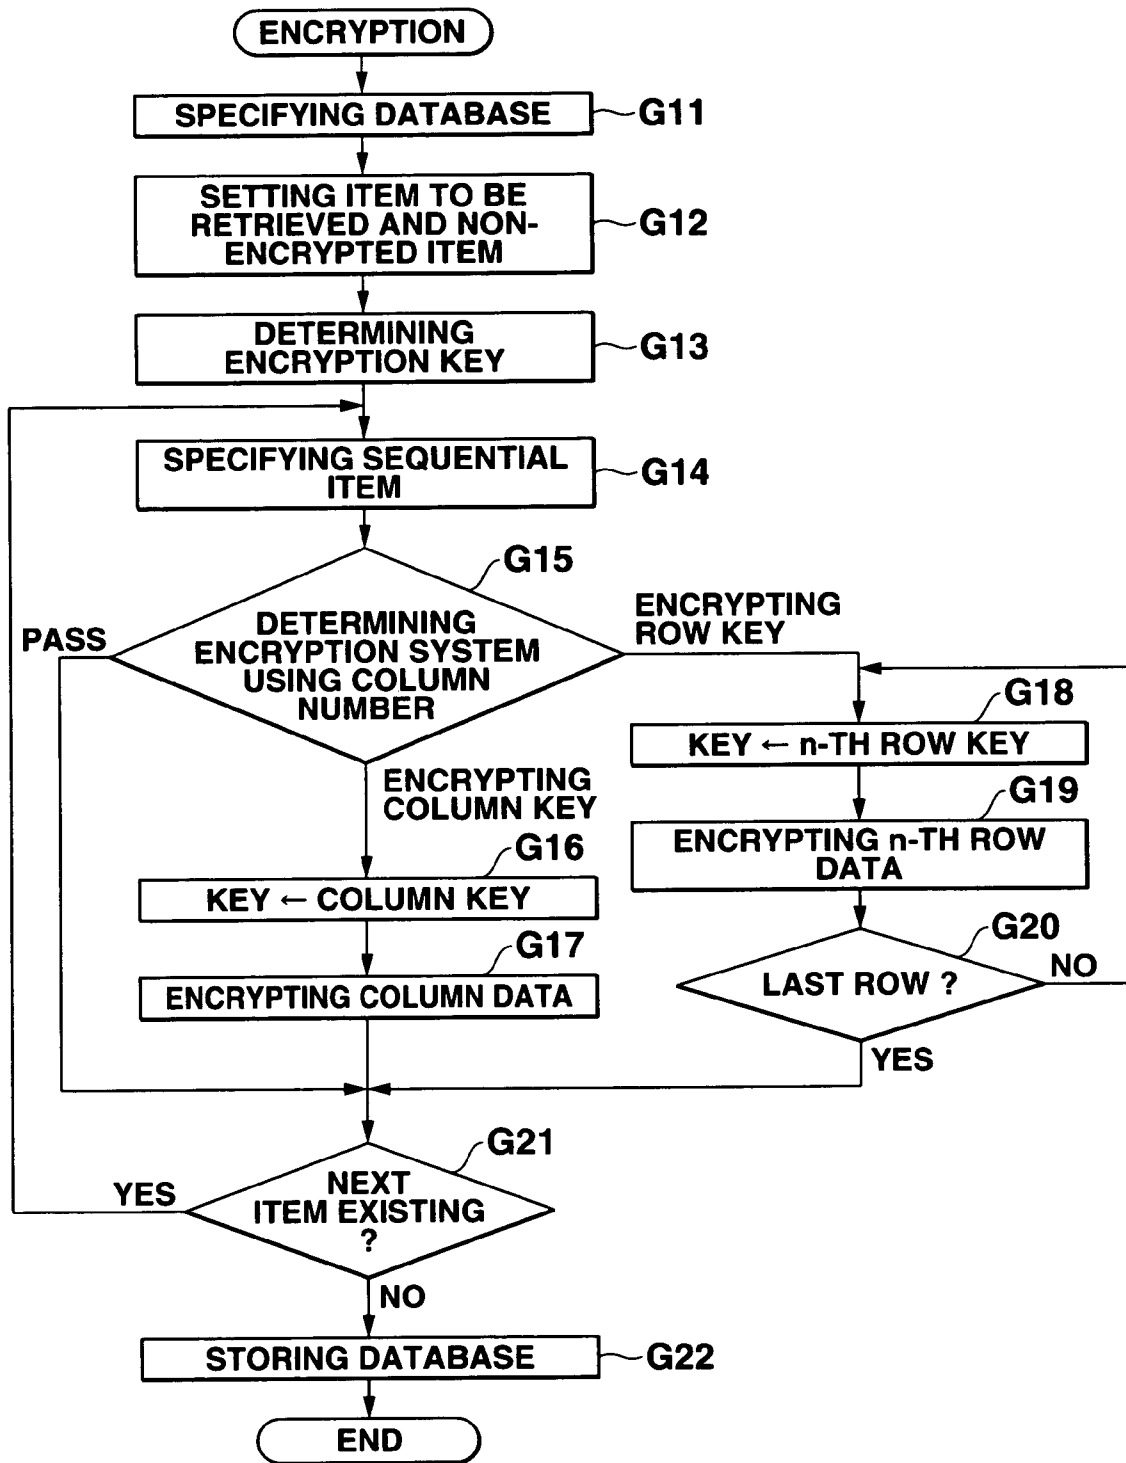 ENCRYPTION
SPECIFYING DATABASE
G11
SETTING ITEM TO BE
RETRIEVED AND NON-
ENCRYPTED ITEM
G12
DETERMINING
ENCRYPTION KEY
G13
SPECIFYING SEQUENTIAL
ITEM
G14
G15
DETERMINING
ENCRYPTION SYSTEM
USING COLUMN
NUMBER
PASS
ENCRYPTING
ROW KEY
ENCRYPTING
COLUMN KEY
G16
KEY ← COLUMN KEY
G17
ENCRYPTING COLUMN DATA
G18
KEY ← n-TH ROW KEY
G19
ENCRYPTING n-TH ROW
DATA
G20
LAST ROW ?
NO
YES
G21
NEXT
ITEM EXISTING
?
YES
NO
STORING DATABASE
G22
END